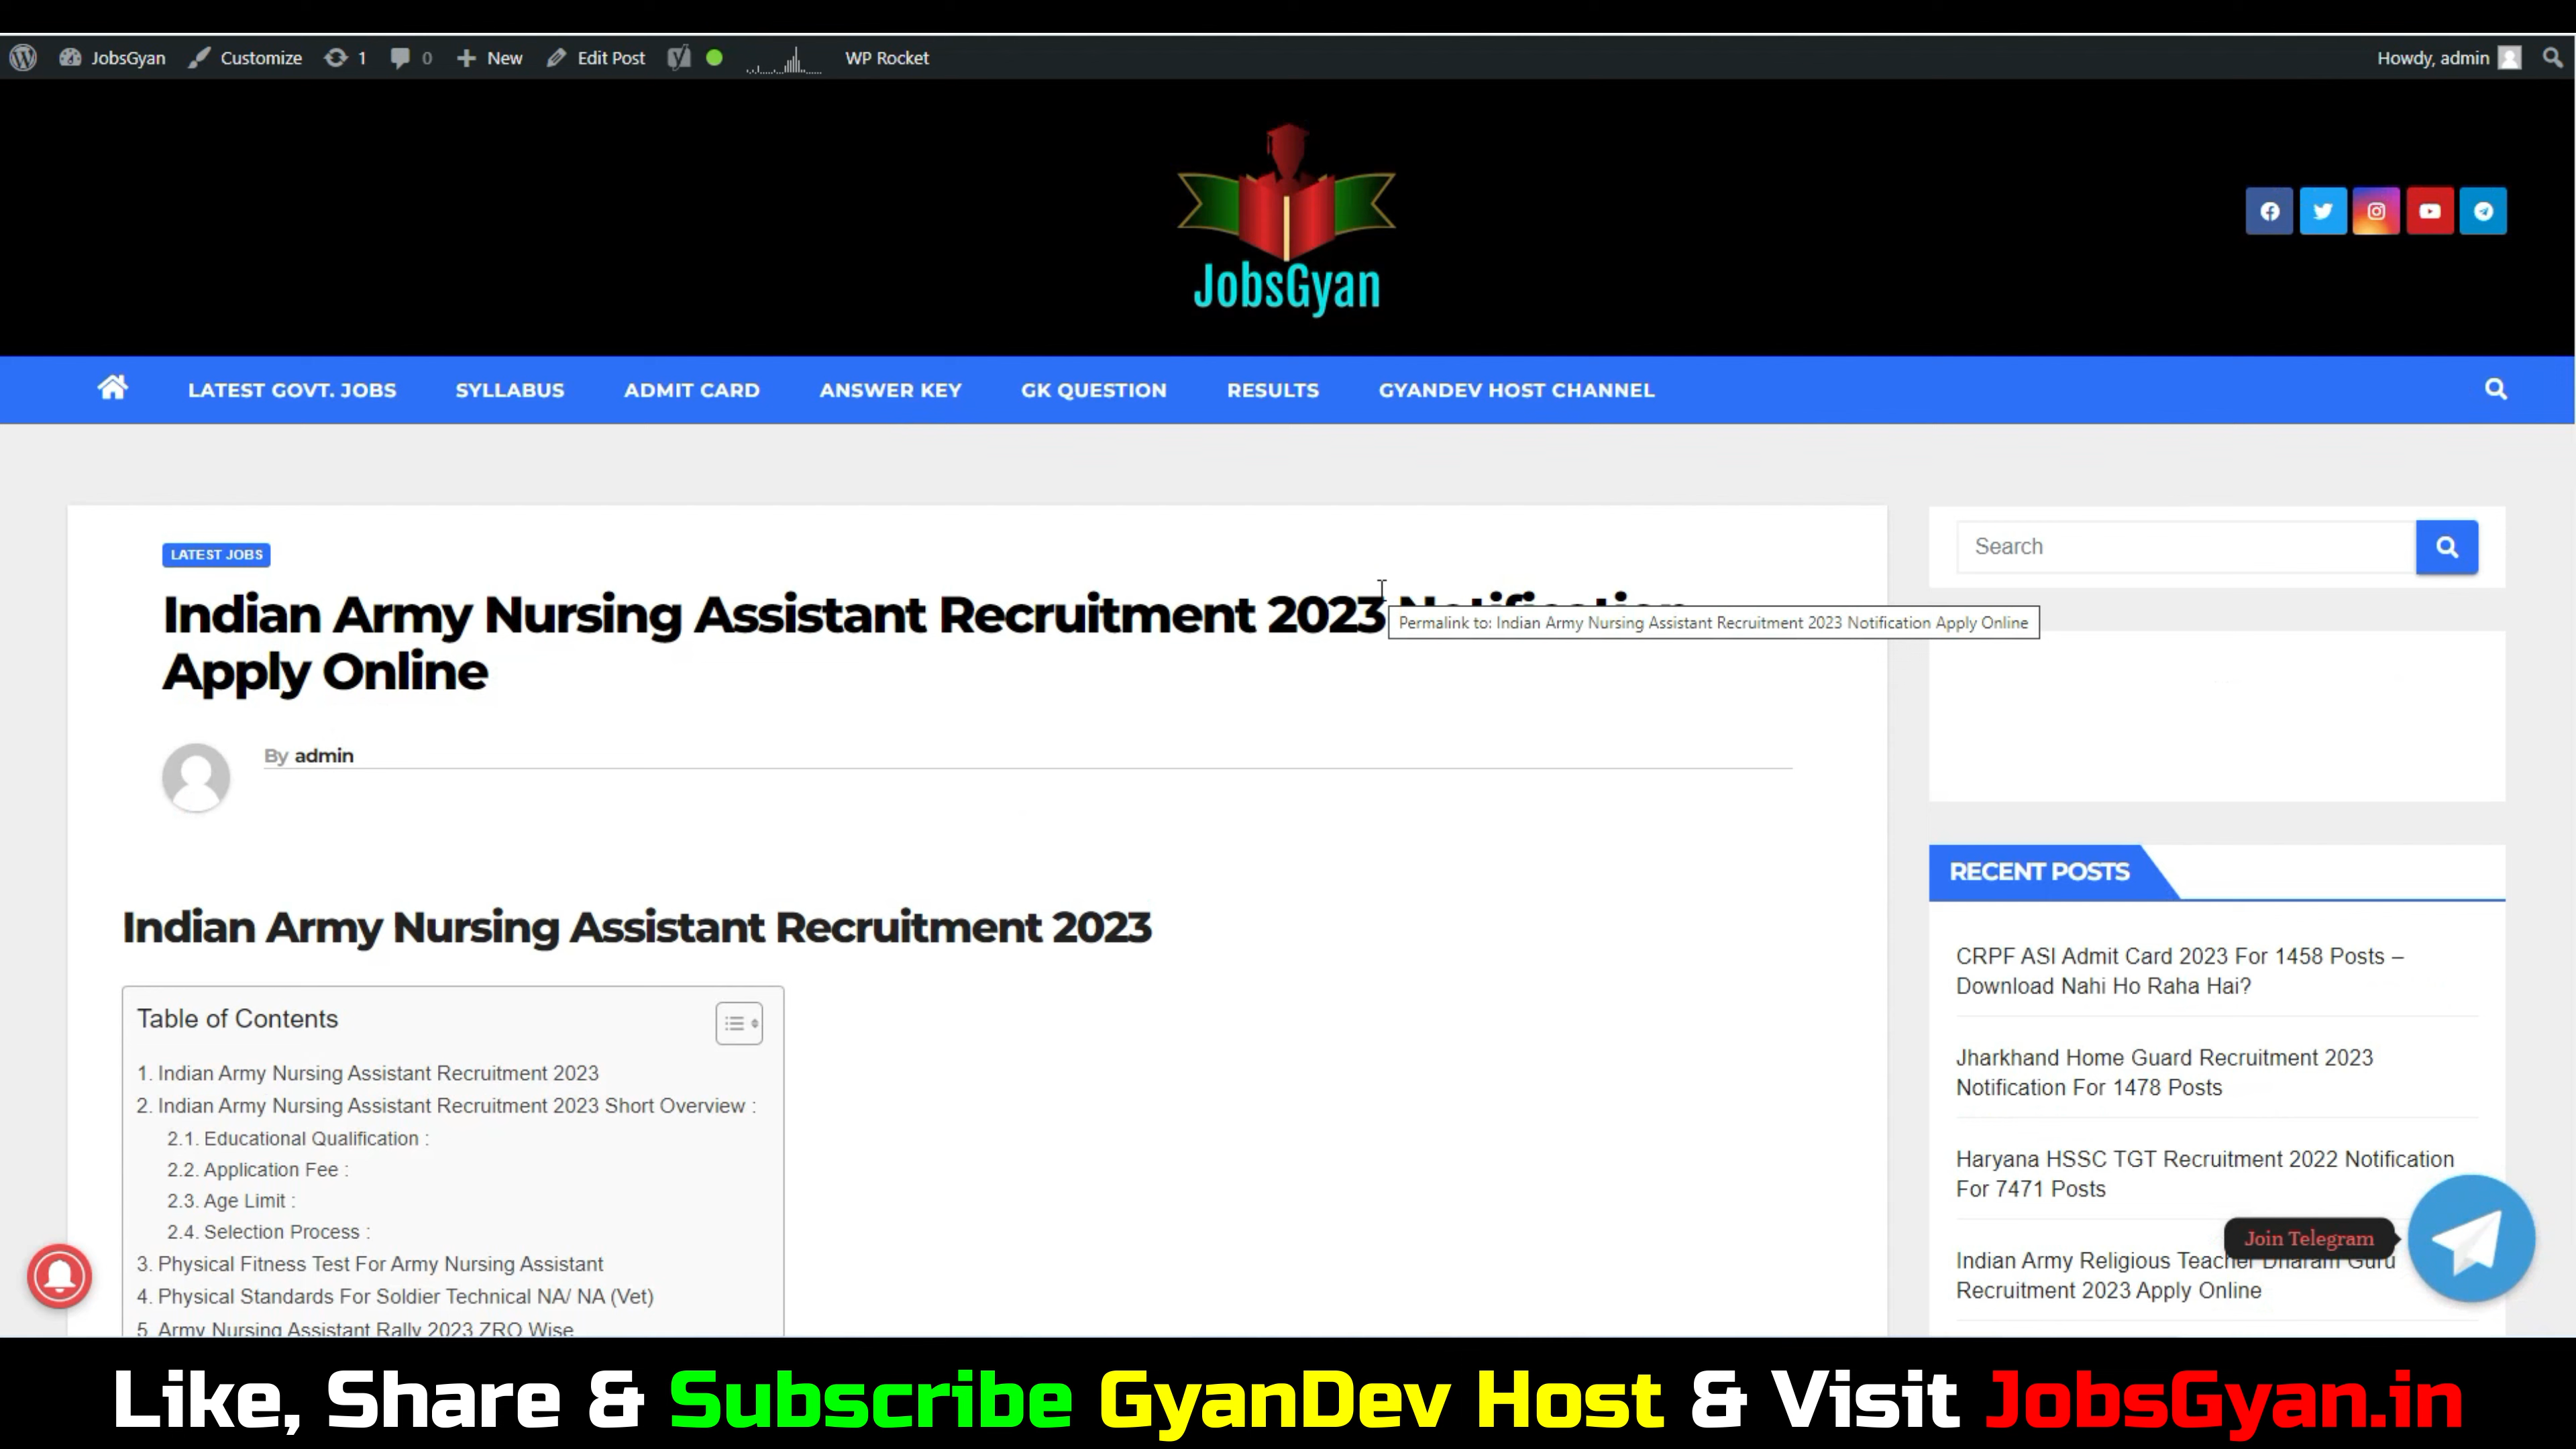 JobsGyan Customize 1 0 New Edit Post WP Rocket Howdy, admin
JobsGyan
LATEST GOVT. JOBS SYLLABUS ADMIT CARD ANSWER KEY GK QUESTION RESULTS GYANDEV HOST CHANNEL
LATEST JOBS
Indian Army Nursing Assistant Recruitment 2023 Notification
Apply Online
Permalink to: Indian Army Nursing Assistant Recruitment 2023 Notification Apply Online
By admin
Indian Army Nursing Assistant Recruitment 2023
Table of Contents
1. Indian Army Nursing Assistant Recruitment 2023
2. Indian Army Nursing Assistant Recruitment 2023 Short Overview :
2.1. Educational Qualification :
2.2. Application Fee :
2.3. Age Limit :
2.4. Selection Process :
3. Physical Fitness Test For Army Nursing Assistant
4. Physical Standards For Soldier Technical NA/ NA (Vet)
5. Army Nursing Assistant Rally 2023 ZRO Wise
Search
RECENT POSTS
CRPF ASI Admit Card 2023 For 1458 Posts –
Download Nahi Ho Raha Hai?
Jharkhand Home Guard Recruitment 2023
Notification For 1478 Posts
Haryana HSSC TGT Recruitment 2022 Notification
For 7471 Posts
Join Telegram
Indian Army Religious Teacher Dharam Guru
Recruitment 2023 Apply Online
Like, Share & Subscribe GyanDev Host & Visit JobsGyan.in